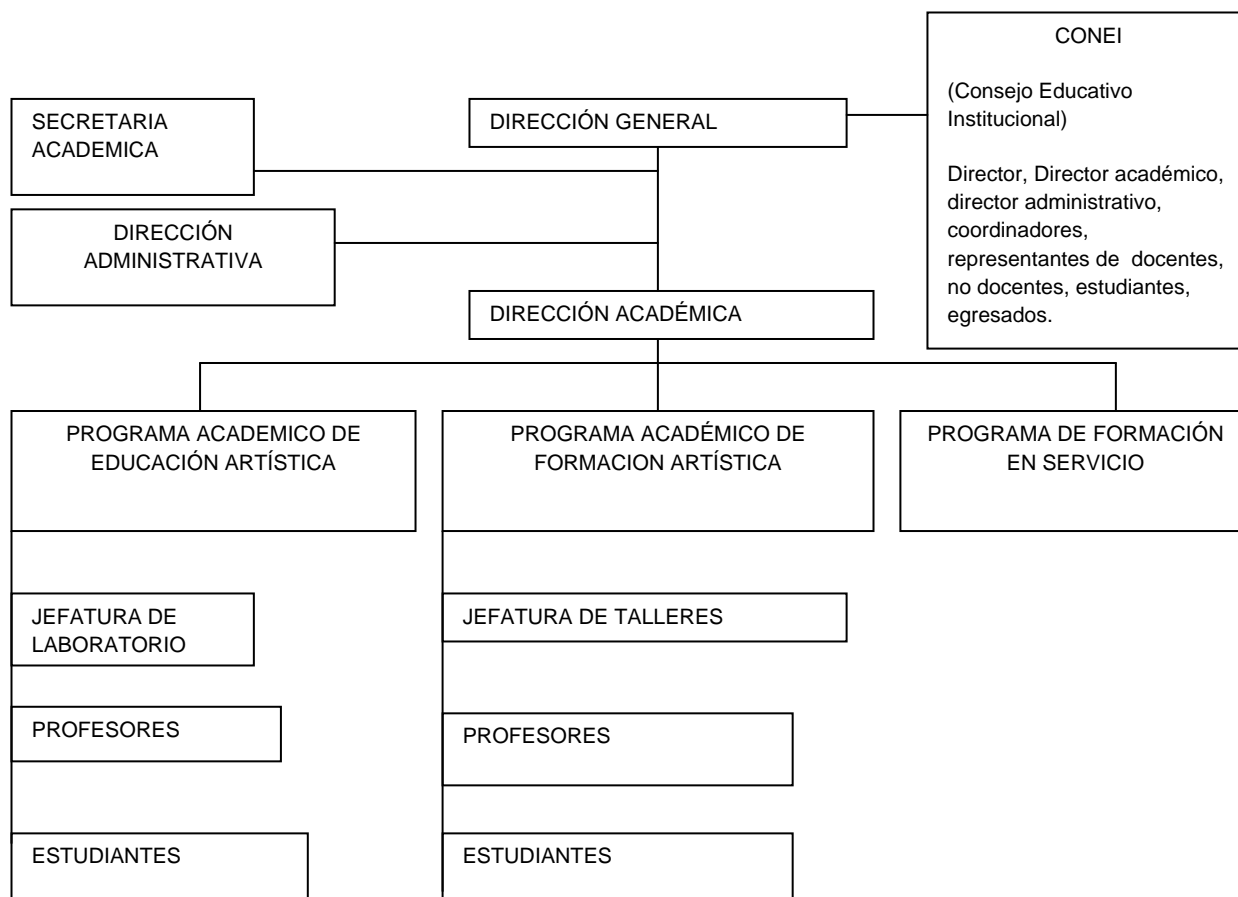 CONEI
(Consejo Educativo
Institucional)
Director, Director académico,
director administrativo,
coordinadores,
representantes de  docentes,
no docentes, estudiantes,
egresados.
SECRETARIA
ACADEMICA
DIRECCIÓN GENERAL
DIRECCIÓN
ADMINISTRATIVA
DIRECCIÓN ACADÉMICA
PROGRAMA ACADEMICO DE
EDUCACIÓN ARTÍSTICA
PROGRAMA ACADÉMICO DE
FORMACION ARTÍSTICA
PROGRAMA DE FORMACIÓN
EN SERVICIO
JEFATURA DE
LABORATORIO
JEFATURA DE TALLERES
PROFESORES
PROFESORES
ESTUDIANTES
ESTUDIANTES